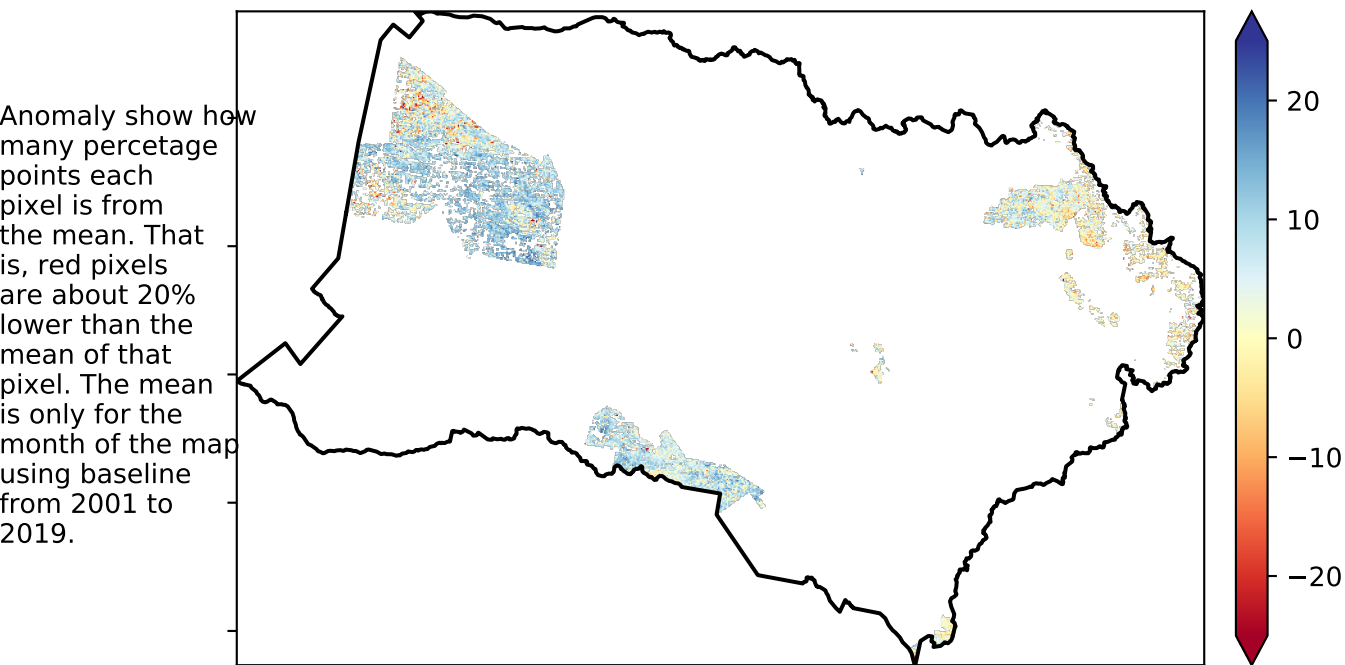 Anomaly show how
many percetage
points each
pixel is from
the mean. That
is, red pixels
are about 20%
lower than the
mean of that
pixel. The mean
is only for the
month of the map
using baseline
from 2001 to
2019.
20
10
0
−10
−20